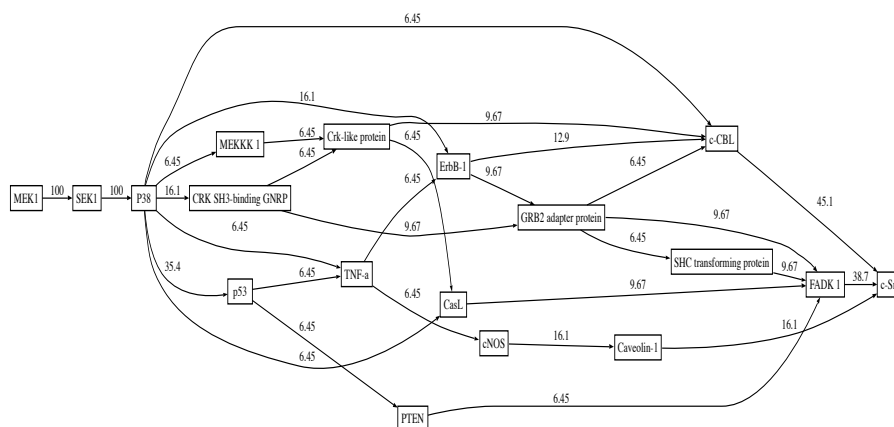 6.45
16.1
9.67
c-CBL
MEKKK 1
6.45
Crk-like protein
6.45
12.9
6.45
6.45
ErbB-1
6.45
MEK1
100
SEK1
100
P38
16.1
CRK SH3-binding GNRP
6.45
9.67
45.1
GRB2 adapter protein
9.67
6.45
9.67
6.45
SHC transforming protein
35.4
TNF-a
9.67
6.45
p53
9.67
FADK 1
38.7
c-S
CasL
6.45
6.45
16.1
16.1
cNOS
Caveolin-1
6.45
6.45
PTEN